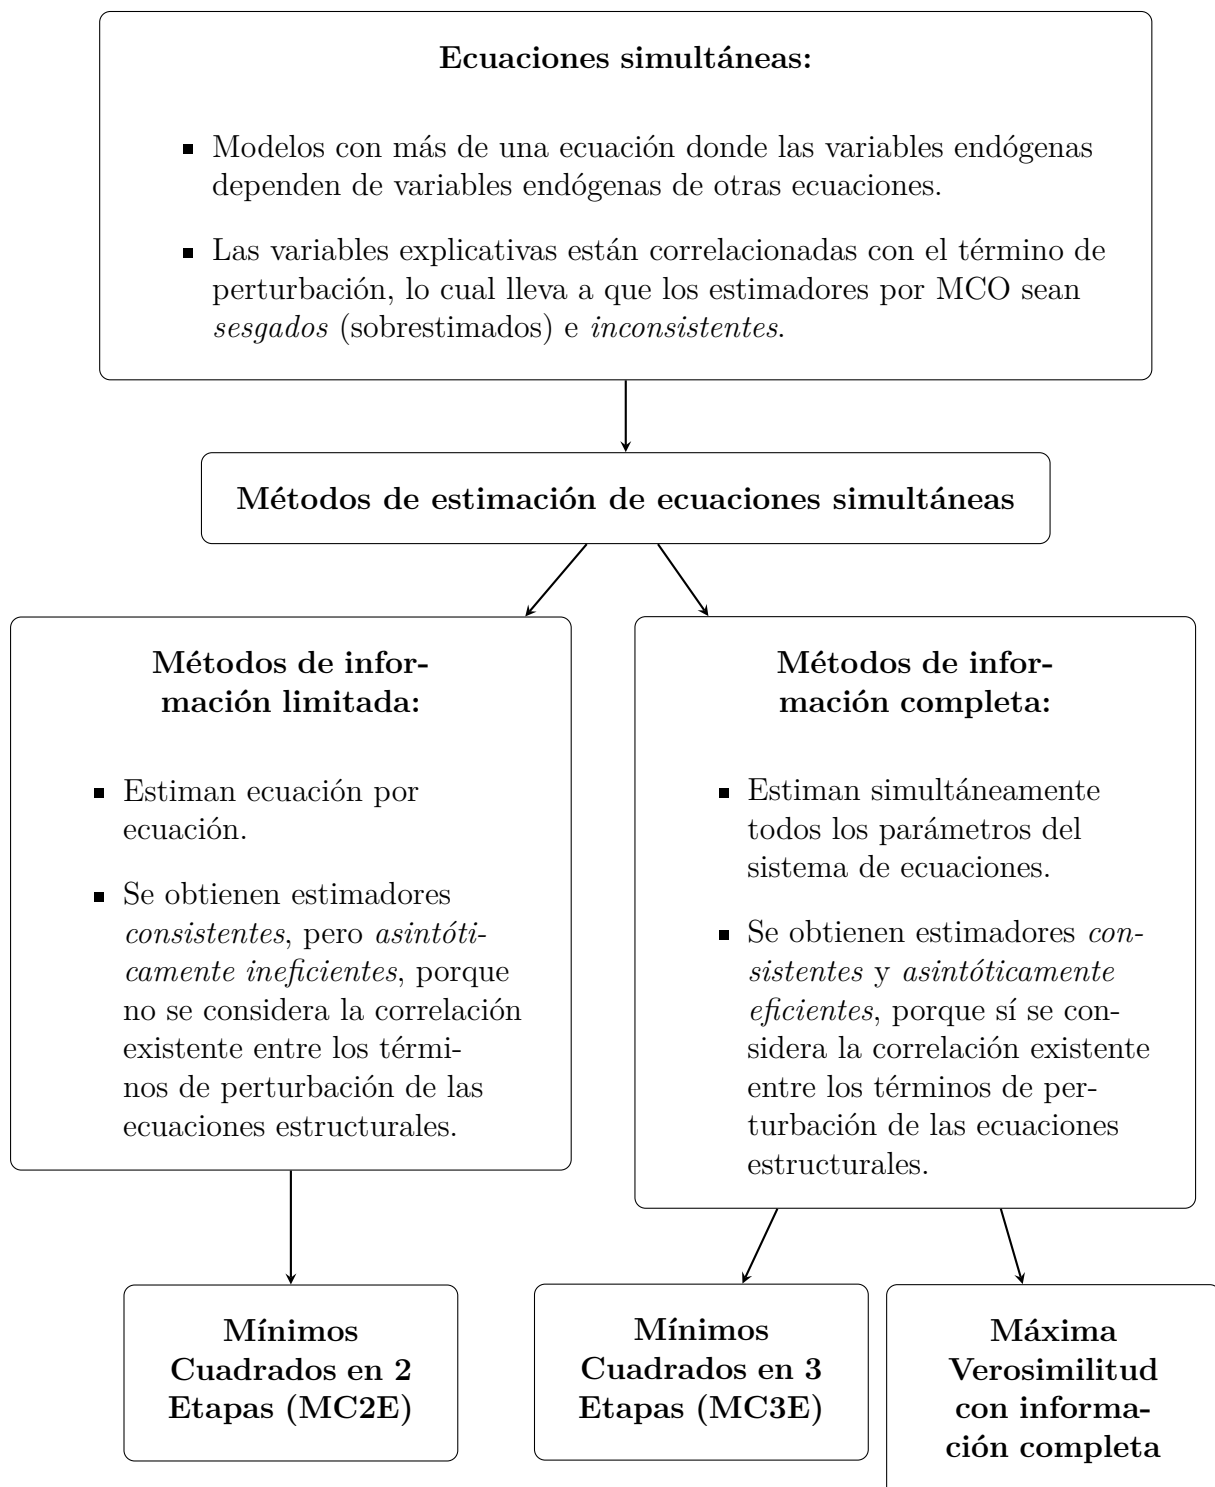 Ecuaciones simultáneas:
▪ Modelos con más de una ecuación donde las variables endógenas
dependen de variables endógenas de otras ecuaciones.
▪ Las variables explicativas están correlacionadas con el término de
perturbación, lo cual lleva a que los estimadores por MCO sean
sesgados (sobrestimados) e inconsistentes.
Métodos de estimación de ecuaciones simultáneas
Métodos de infor-
mación limitada:
▪ Estiman ecuación por
ecuación.
▪ Se obtienen estimadores
consistentes, pero asintóti-
camente ineficientes, porque
no se considera la correlación
existente entre los térmi-
nos de perturbación de las
ecuaciones estructurales.
Métodos de infor-
mación completa:
▪ Estiman simultáneamente
todos los parámetros del
sistema de ecuaciones.
▪ Se obtienen estimadores con-
sistentes y asintóticamente
eficientes, porque sí se con-
sidera la correlación existente
entre los términos de per-
turbación de las ecuaciones
estructurales.
Mínimos
Cuadrados en 2
Etapas (MC2E)
Mínimos
Cuadrados en 3
Etapas (MC3E)
Máxima
Verosimilitud
con informa-
ción completa